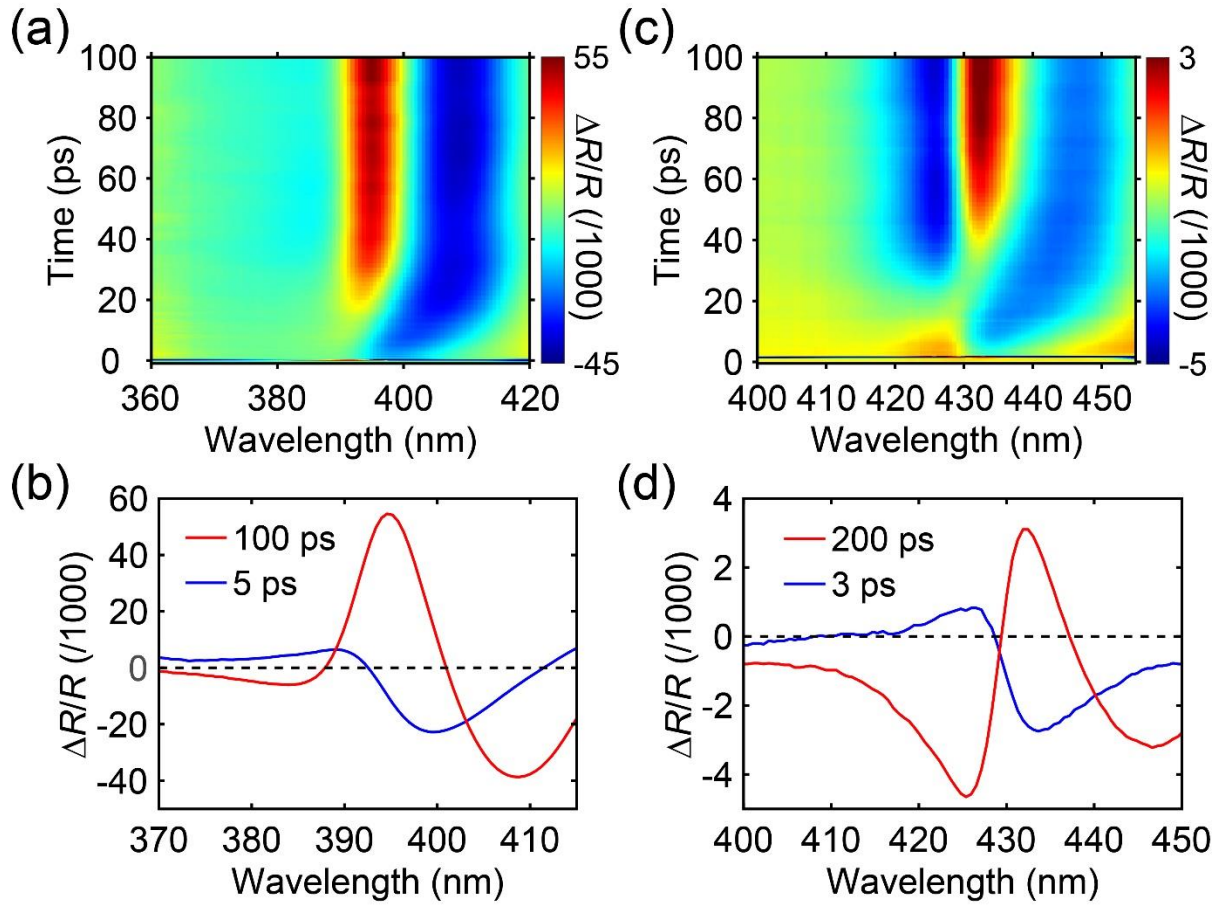 (a)
Time (ps)
100
80
60
40
20
0
360
380
400
420
Wavelength (nm)
55
ΔR/R (/1000)
-45
(c)
Time (ps)
100
80
60
40
20
0
400
410
420
430
440
450
Wavelength (nm)
3
ΔR/R (/1000)
-5
(b)
ΔR/R (/1000)
60
40
20
0
-20
-40
100 ps
5 ps
370
380
390
400
410
Wavelength (nm)
(d)
ΔR/R (/1000)
4
2
0
-2
-4
200 ps
3 ps
400
410
420
430
440
450
Wavelength (nm)